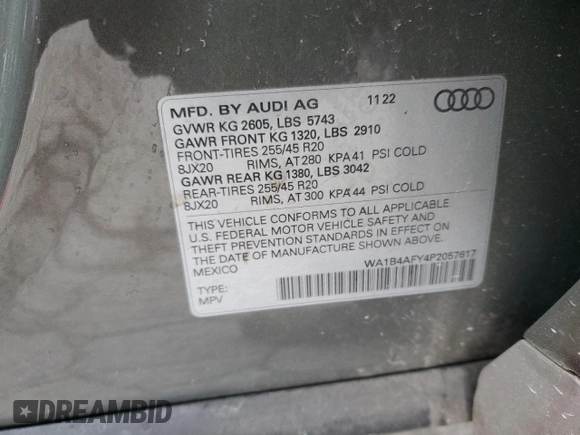 MFD. BY AUDI AG 11 22
GVWR KG 2605, LBS 5743
GAWR FRONT KG 1320, LBS 2910
FRONT-TIRES 255/45 R20
8JX20 RIMS, AT 280 KPA 41 PSI COLD
GAWR REAR KG 1380, LBS 3042
REAR-TIRES 255/45 R20
8JX20 RIMS, AT 300 KPA 44 PSI COLD
THIS VEHICLE CONFORMS TO ALL APPLICABLE
U.S. FEDERAL MOTOR VEHICLE SAFETY AND
THEFT PREVENTION STANDARDS IN EFFECT ON
THE DATE OF MANUFACTURE SHOWN ABOVE.
MEXICO
WA1B4AFY4P2057617
TYPE:
MPV
DREAMBID